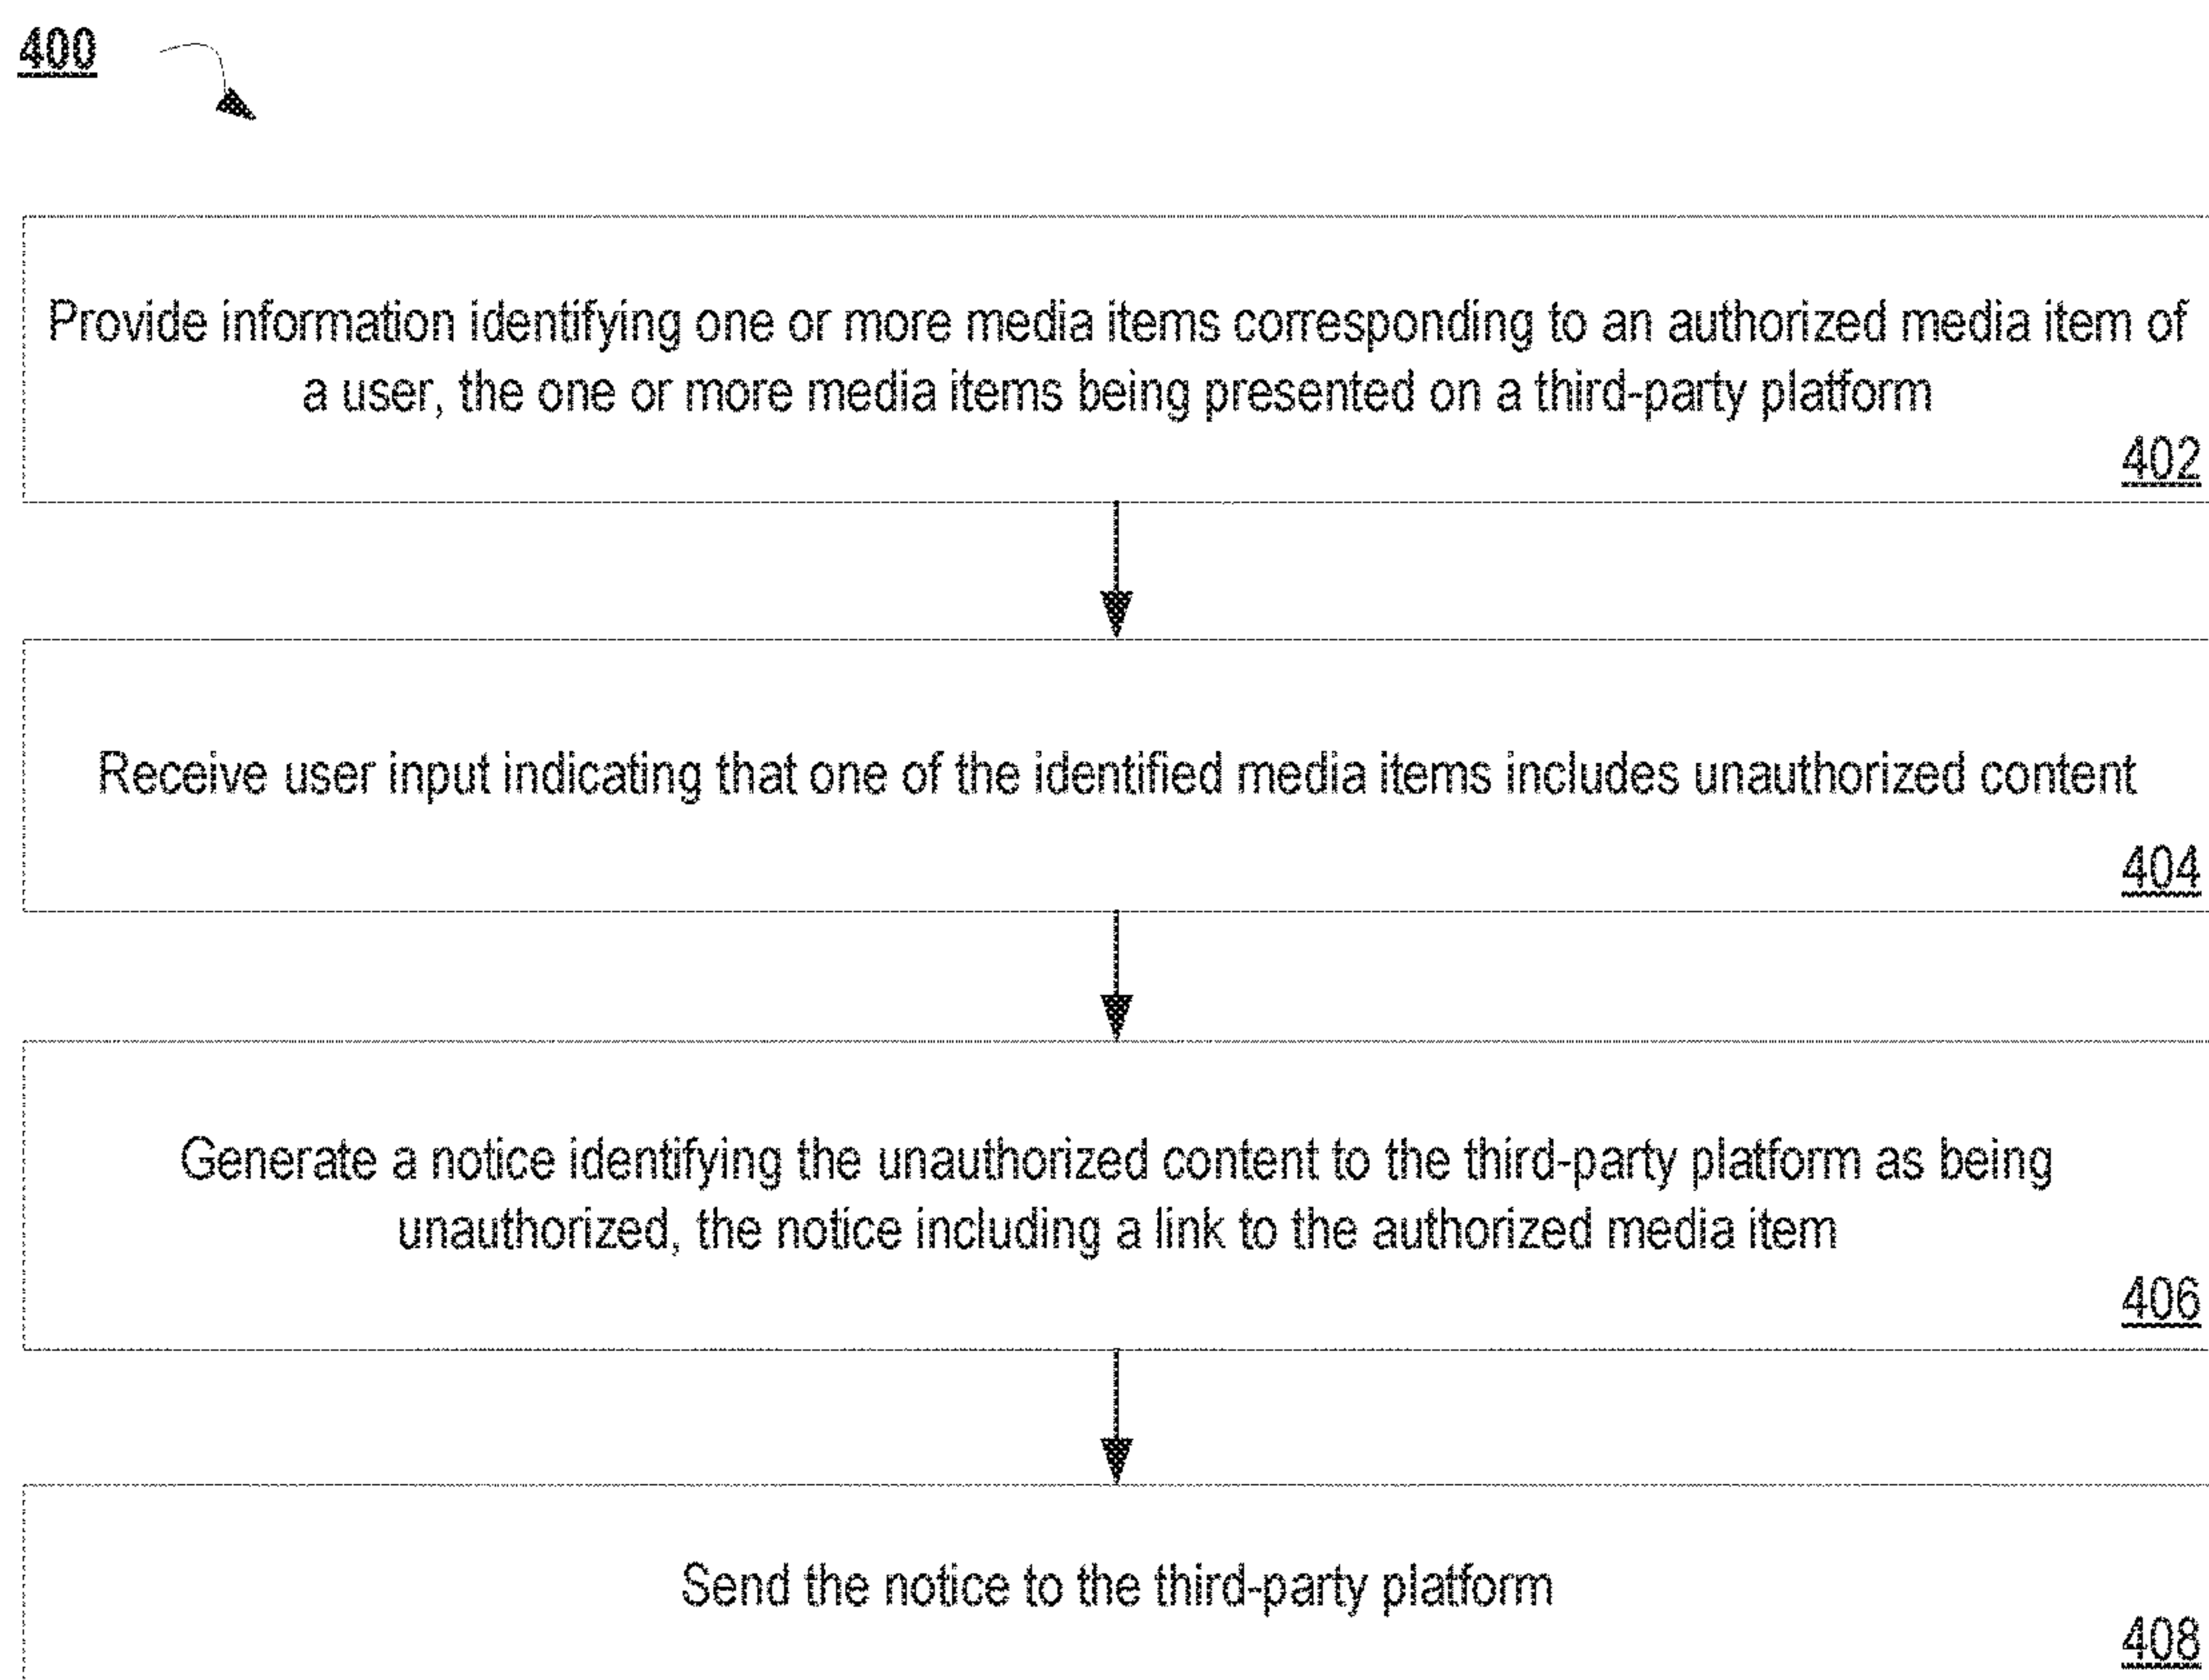 400
Provide information identifying one or more media items corresponding to an authorized media item of
a user, the one or more media items being presented on a third-party platform
402
Receive user input indicating that one of the identified media items includes unauthorized content
404
Generate a notice identifying the unauthorized content to the third-party platform as being
unauthorized, the notice including a link to the authorized media item
406
Send the notice to the third-party platform
408